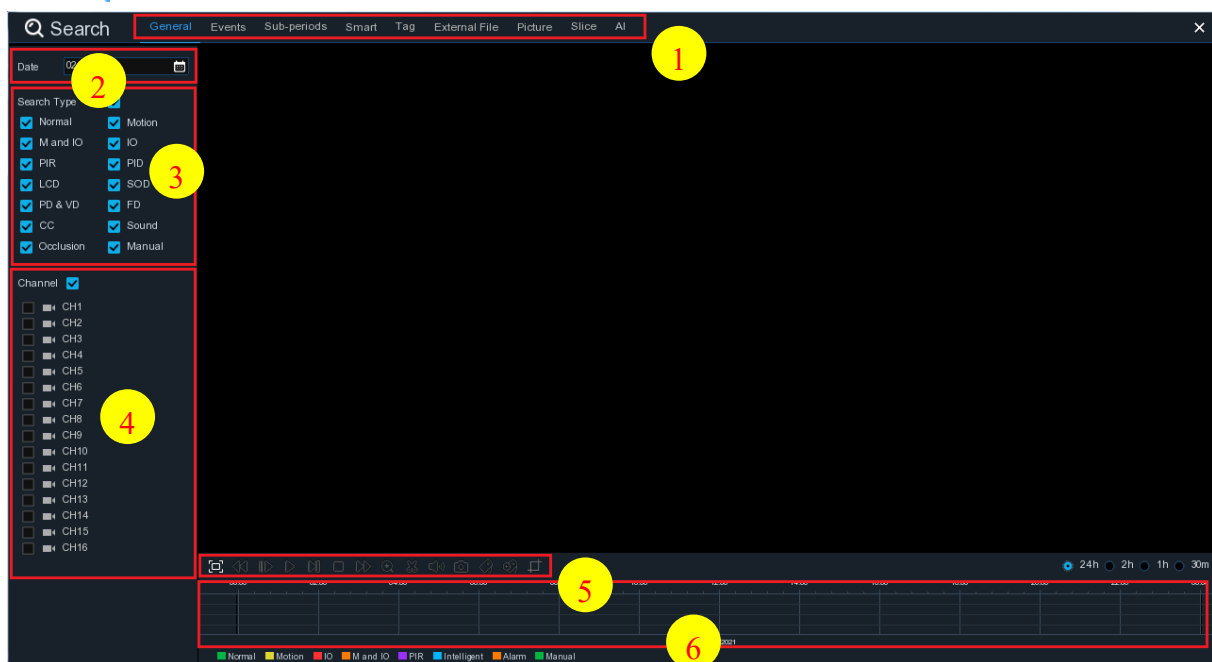 Search General Events Sub-periods Smart Tag External File Picture Slice AI
1
Date 02
2
Search Type
Normal Motion
M and IO IO
PIR PID
3
LCD SOD
PD & VD FD
CC Sound
Occlusion Manual
Channel
CH1
CH2
CH3
CH4
CH5
CH6
CH7
CH8
4
CH9
CH10
CH11
CH12
CH13
CH14
CH15
CH16
24h 2h 1h 30m
5
2021
6
Normal Motion IO M and IO PIR Intelligent Alarm Manual